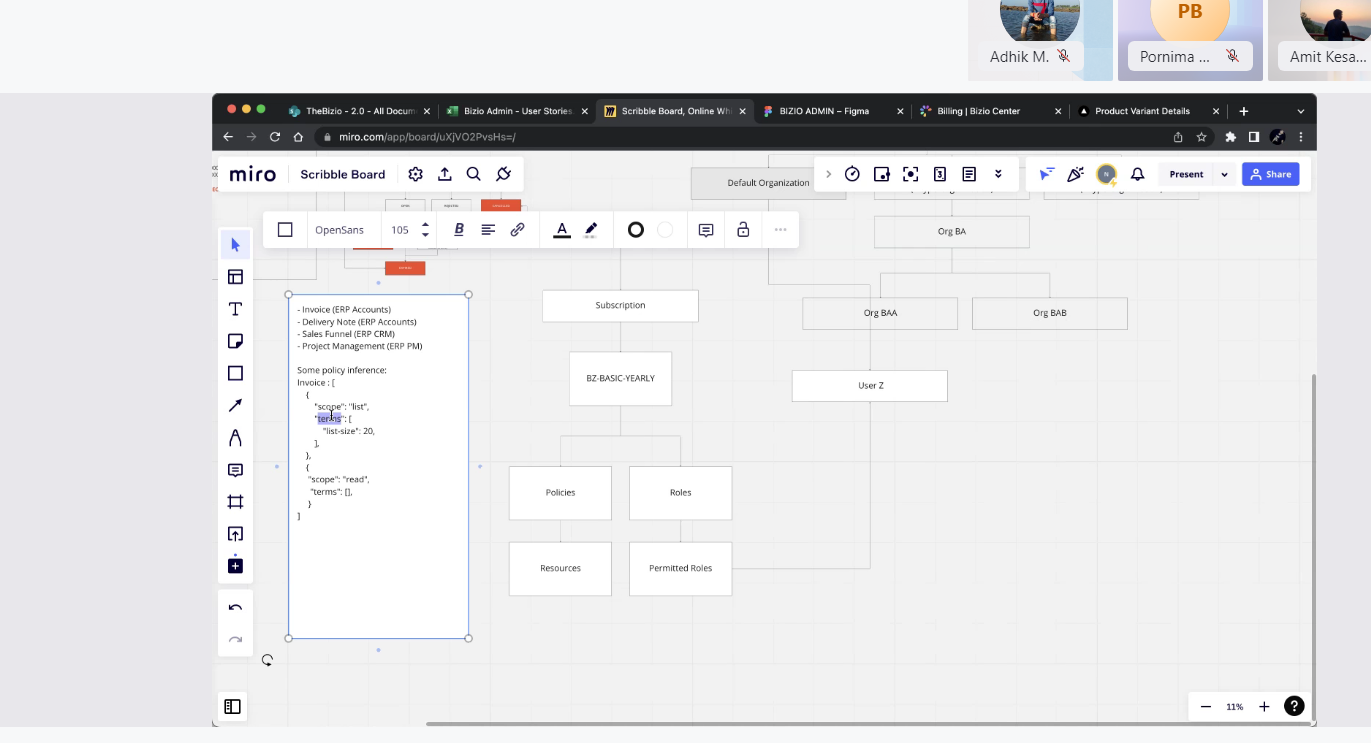 PB
Adhik M.
Pornima ...
Amit Kesa...
TheBizio - 2.0 - All Docum
Bizio Admin - User Stories.
Scribble Board, Online Wh
BIZIO ADMIN – Figma
Billing | Bizio Center
Product Variant Details
miro.com/app/board/uXjVO2PvsHs=/
miro
Scribble Board
Present
Share
Default Organization
OpenSans
105
B
A
N
Org BA
- Invoice (ERP Accounts)
- Delivery Note (ERP Accounts)
- Sales Funnel (ERP CRM)
- Project Management (ERP PM)
Some policy inference:
Invoice : [
{
"scope": "list",
"terms": [
"list-size": 20,
],
},
{
"scope": "read",
"terms": [],
}
]
Subscription
BZ-BASIC-YEARLY
Policies
Roles
Resources
Permitted Roles
Org BAA
Org BAB
User Z
11%